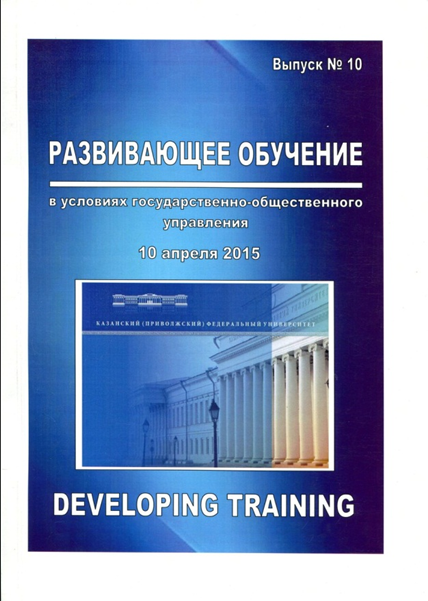 Выпуск № 10
РАЗВИВАЮЩЕЕ ОБУЧЕНИЕ
в условиях государственно-общественного
управления
10 апреля 2015
КАЗАНСКИЙ (ПРИВОЛЖСКИЙ) ФЕДЕРАЛЬНЫЙ УНИВЕРСИТЕТ
DEVELOPING TRAINING